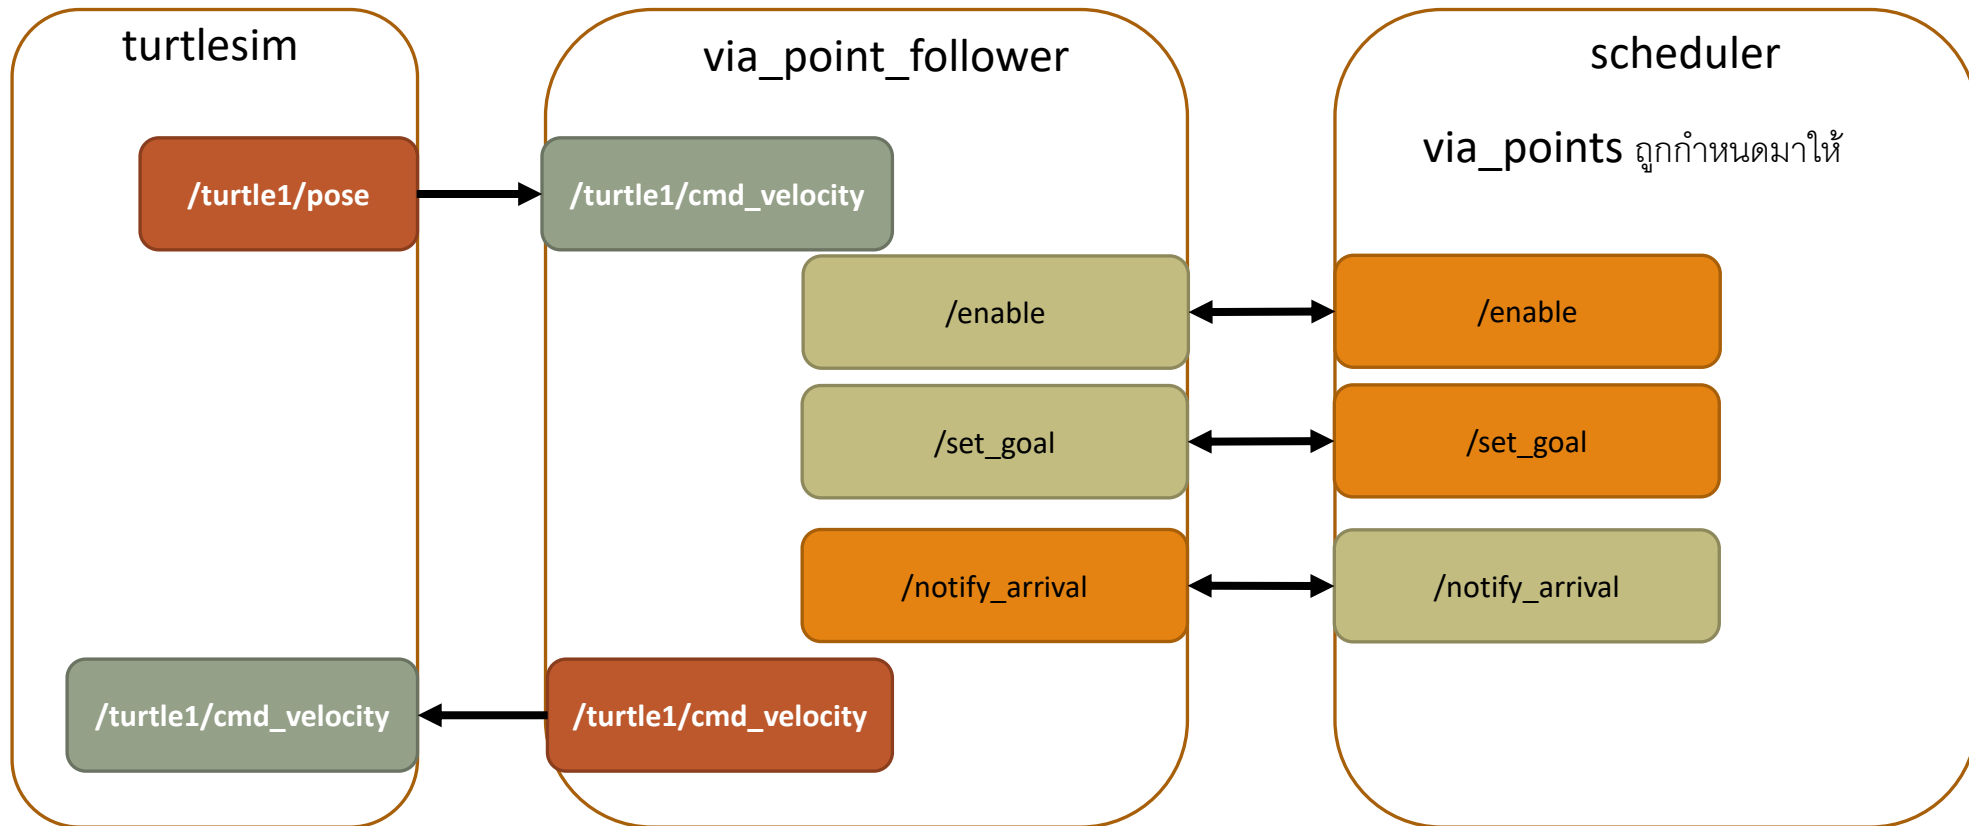 turtlesim
via_point_follower
scheduler
via_points ถูกกำหนดมาให้
/turtle1/pose
/turtle1/cmd_velocity
/enable
/enable
/set_goal
/set_goal
/notify_arrival
/notify_arrival
/turtle1/cmd_velocity
/turtle1/cmd_velocity